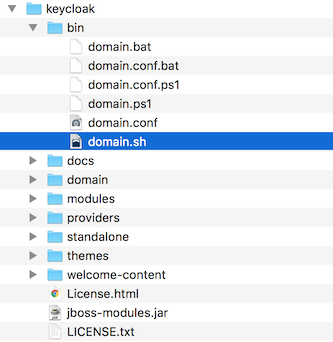 keycloak
bin
domain.bat
domain.conf.bat
domain.conf.ps1
domain.ps1
domain.conf
domain.sh
docs
domain
modules
providers
standalone
themes
welcome-content
License.html
jboss-modules.jar
LICENSE.txt